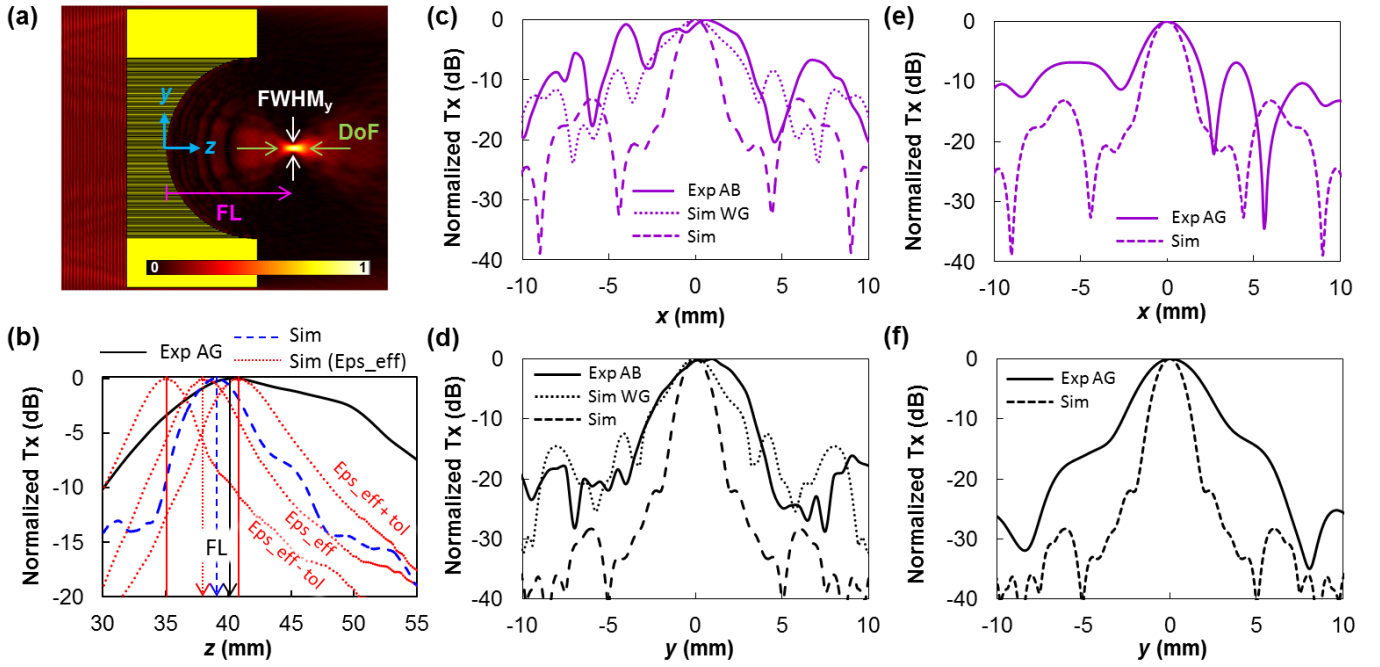 (a)
y
z
FWHMy
DoF
FL
0 1
(b)
Exp AG
Sim
Sim (Eps_eff)
Normalized Tx (dB)
0
-5
-10
-15
-20
30 35 40 45 50 55
z (mm)
FL
Eps_eff + tol
Eps_eff
Eps_eff - tol
(c)
Normalized Tx (dB)
0
-10
-20
-30
-40
Exp AB
Sim WG
Sim
-10 -5 0 5 10
x (mm)
(d)
Normalized Tx (dB)
0
-10
-20
-30
-40
Exp AB
Sim WG
Sim
-10 -5 0 5 10
y (mm)
(e)
Normalized Tx (dB)
0
-10
-20
-30
-40
Exp AG
Sim
-10 -5 0 5 10
x (mm)
(f)
Normalized Tx (dB)
0
-10
-20
-30
-40
Exp AG
Sim
-10 -5 0 5 10
y (mm)